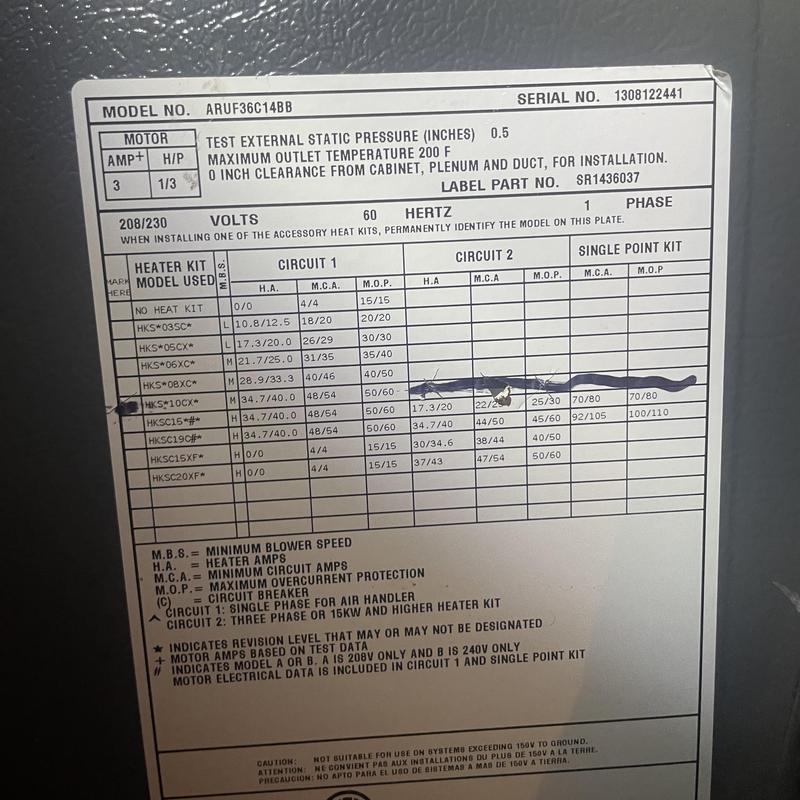 MODEL NO. ARUF36C14BB SERIAL NO. 1308122441
MOTOR
AMP+ H/P
3 1/3
TEST EXTERNAL STATIC PRESSURE (INCHES) 0.5
MAXIMUM OUTLET TEMPERATURE 200 F
0 INCH CLEARANCE FROM CABINET, PLENUM AND DUCT, FOR INSTALLATION.
LABEL PART NO. SR1436037
208/230 VOLTS 60 HERTZ 1 PHASE
WHEN INSTALLING ONE OF THE ACCESSORY HEAT KITS, PERMANENTLY IDENTIFY THE MODEL ON THIS PLATE.
MARK HERE HEATER KIT MODEL USED M.B.S. CIRCUIT 1 CIRCUIT 2 SINGLE POINT KIT
H.A. M.C.A. M.O.P. H.A M.C.A M.O.P. M.C.A. M.O.P
NO HEAT KIT 0/0 4/4 15/15
HKS*03SC* L 10.8/12.5 18/20 20/20
HKS*05CX* L 17.3/20.0 26/29 30/30
HKS*06XC* M 21.7/25.0 31/35 35/40
HKS*08XC* M 28.9/33.3 40/46 40/50
HKS*10CX* M 34.7/40.0 48/54 50/60
HKSC15*#* H 34.7/40.0 48/54 50/60 17.3/20 25/30 70/80 70/80
HKSC19C#* H 34.7/40.0 48/54 50/60 34.7/40 44/50 45/60 92/105 100/110
HKSC15XF* H 0/0 4/4 15/15 30/34.6 38/44 40/50
HKSC20XF* H 0/0 4/4 15/15 37/43 47/54 50/60
M.B.S. = MINIMUM BLOWER SPEED
H.A. = HEATER AMPS
M.C.A. = MINIMUM CIRCUIT AMPS
M.O.P. = MAXIMUM OVERCURRENT PROTECTION
(C) = CIRCUIT BREAKER
^ CIRCUIT 1: SINGLE PHASE FOR AIR HANDLER
CIRCUIT 2: THREE PHASE OR 15KW AND HIGHER HEATER KIT
* INDICATES REVISION LEVEL THAT MAY OR MAY NOT BE DESIGNATED
+ MOTOR AMPS BASED ON TEST DATA
# INDICATES MODEL A OR B. A IS 208V ONLY AND B IS 240V ONLY
MOTOR ELECTRICAL DATA IS INCLUDED IN CIRCUIT 1 AND SINGLE POINT KIT
CAUTION: NOT SUITABLE FOR USE ON SYSTEMS EXCEEDING 150V TO GROUND.
ATTENTION: NE CONVIENT PAS AUX INSTALLATIONS DU PLUS DE 150V A LA TERRE.
PRECAUCION: NO APTO PARA EL USO DE SISTEMAS A MAS DE 150V A TIERRA.